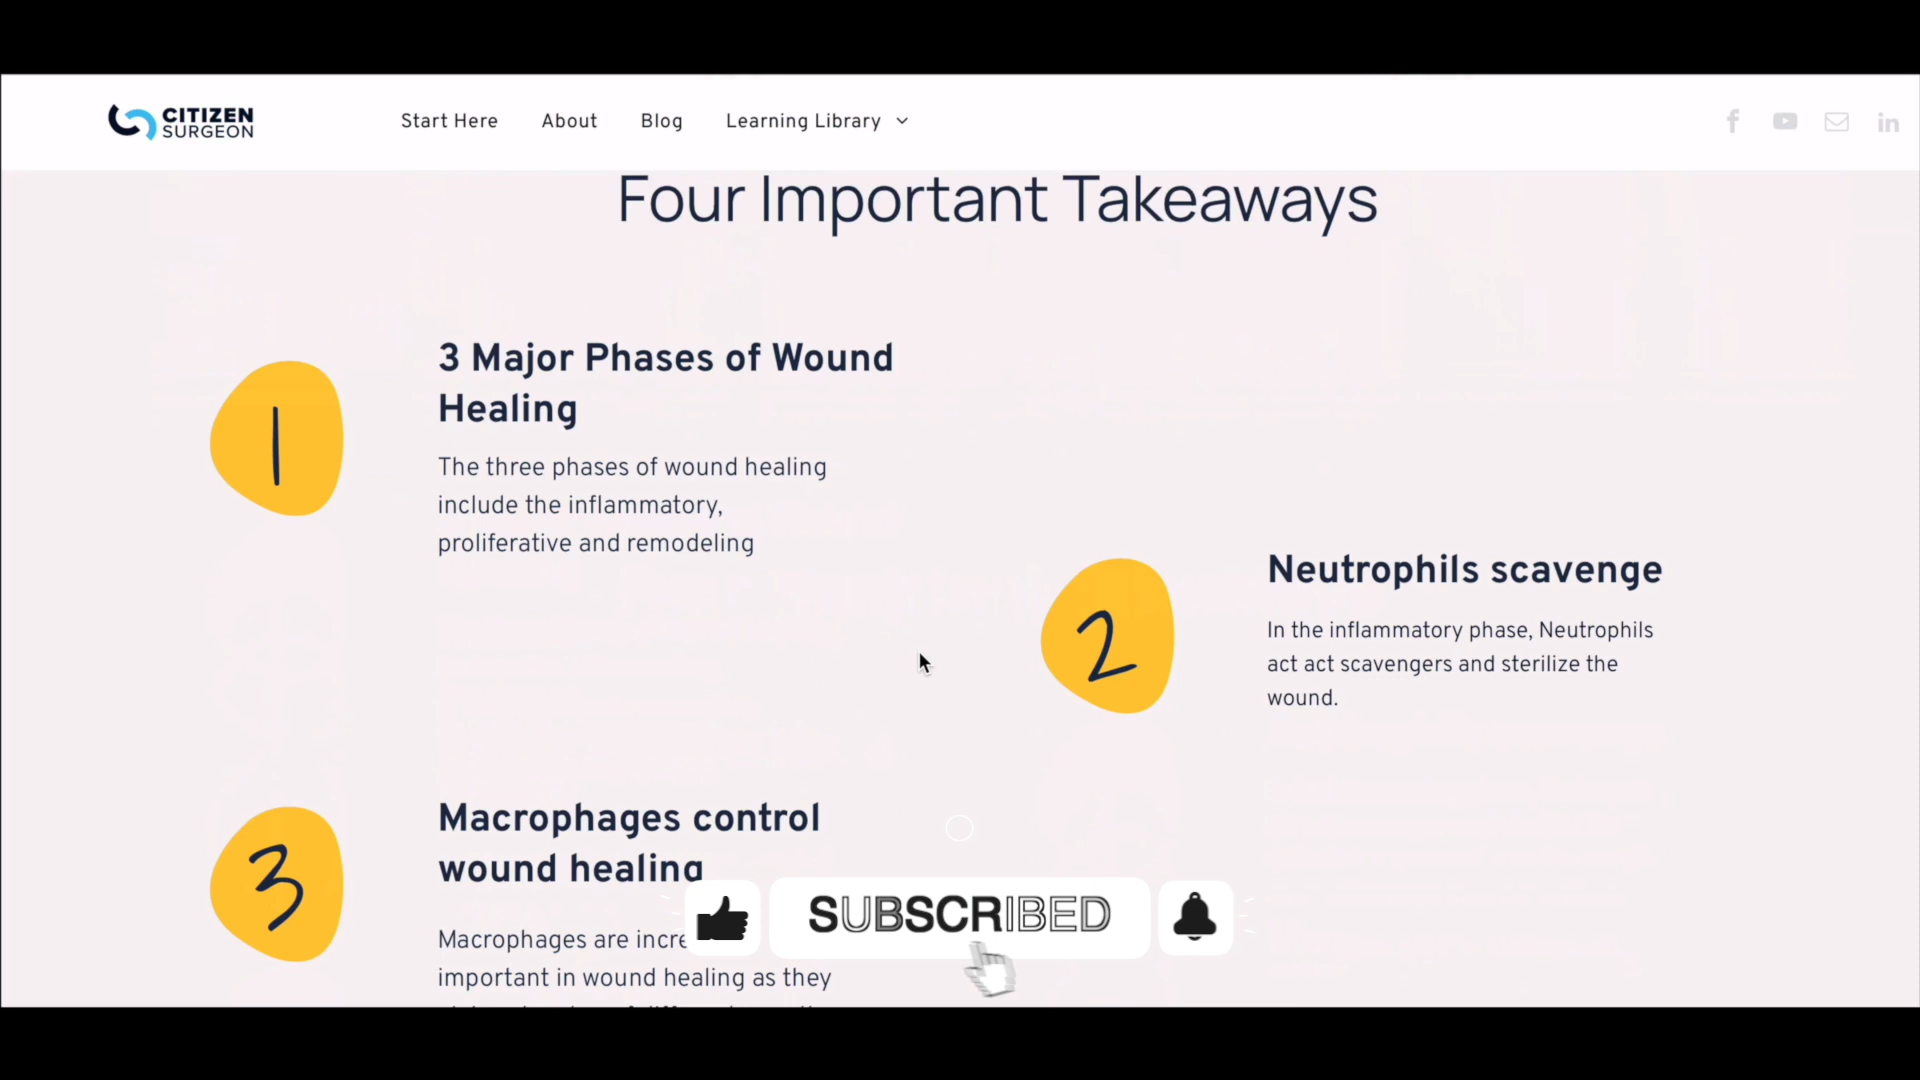 CITIZEN
SURGEON
Start Here
About
Blog
Learning Library
Four Important Takeaways
1
3 Major Phases of Wound
Healing
The three phases of wound healing
include the inflammatory,
proliferative and remodeling
2
Neutrophils scavenge
In the inflammatory phase, Neutrophils
act act scavengers and sterilize the
wound.
3
Macrophages control
wound healing
Macrophages are
important in wound healing as they
SUBSCRIBED